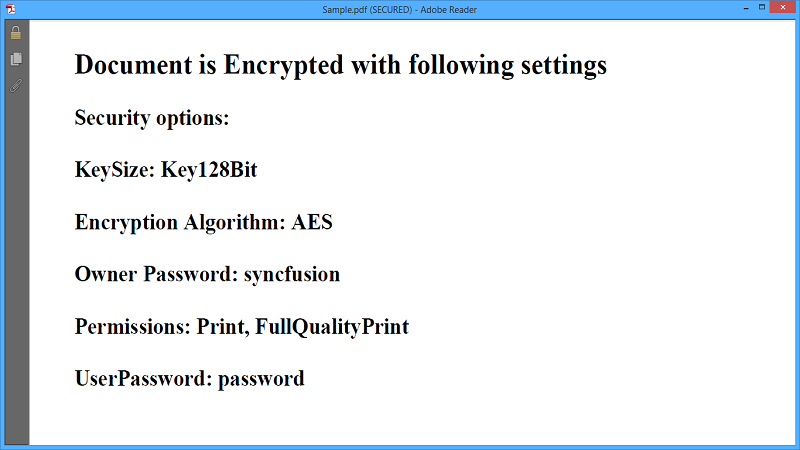 Sample.pdf (SECURED) - Adobe Reader
Document is Encrypted with following settings
Security options:
KeySize: Key128Bit
Encryption Algorithm: AES
Owner Password: syncfusion
Permissions: Print, FullQualityPrint
UserPassword: password